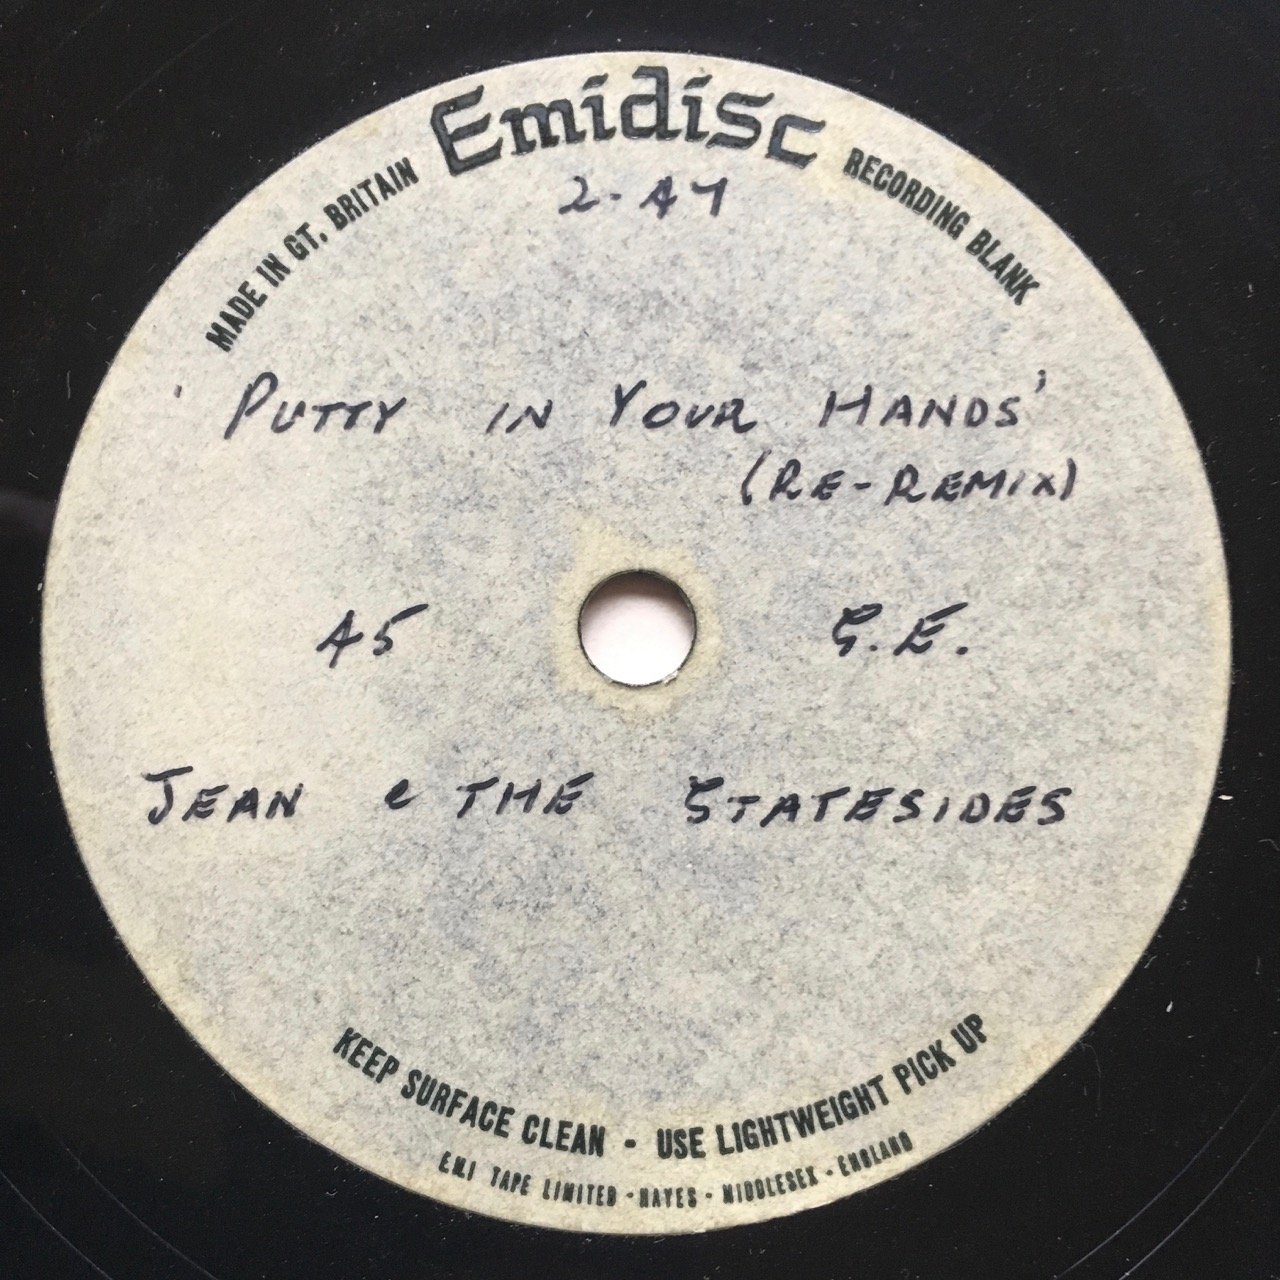 Emidisc
MADE IN GT. BRITAIN
RECORDING BLANK
2.47
'PUTTY IN YOUR HANDS'
(RE-REMIX)
45 S.E.
JEAN & THE STATESIDES
KEEP SURFACE CLEAN - USE LIGHTWEIGHT PICK UP
E.M.I TAPE LIMITED · HAYES · MIDDLESEX · ENGLAND